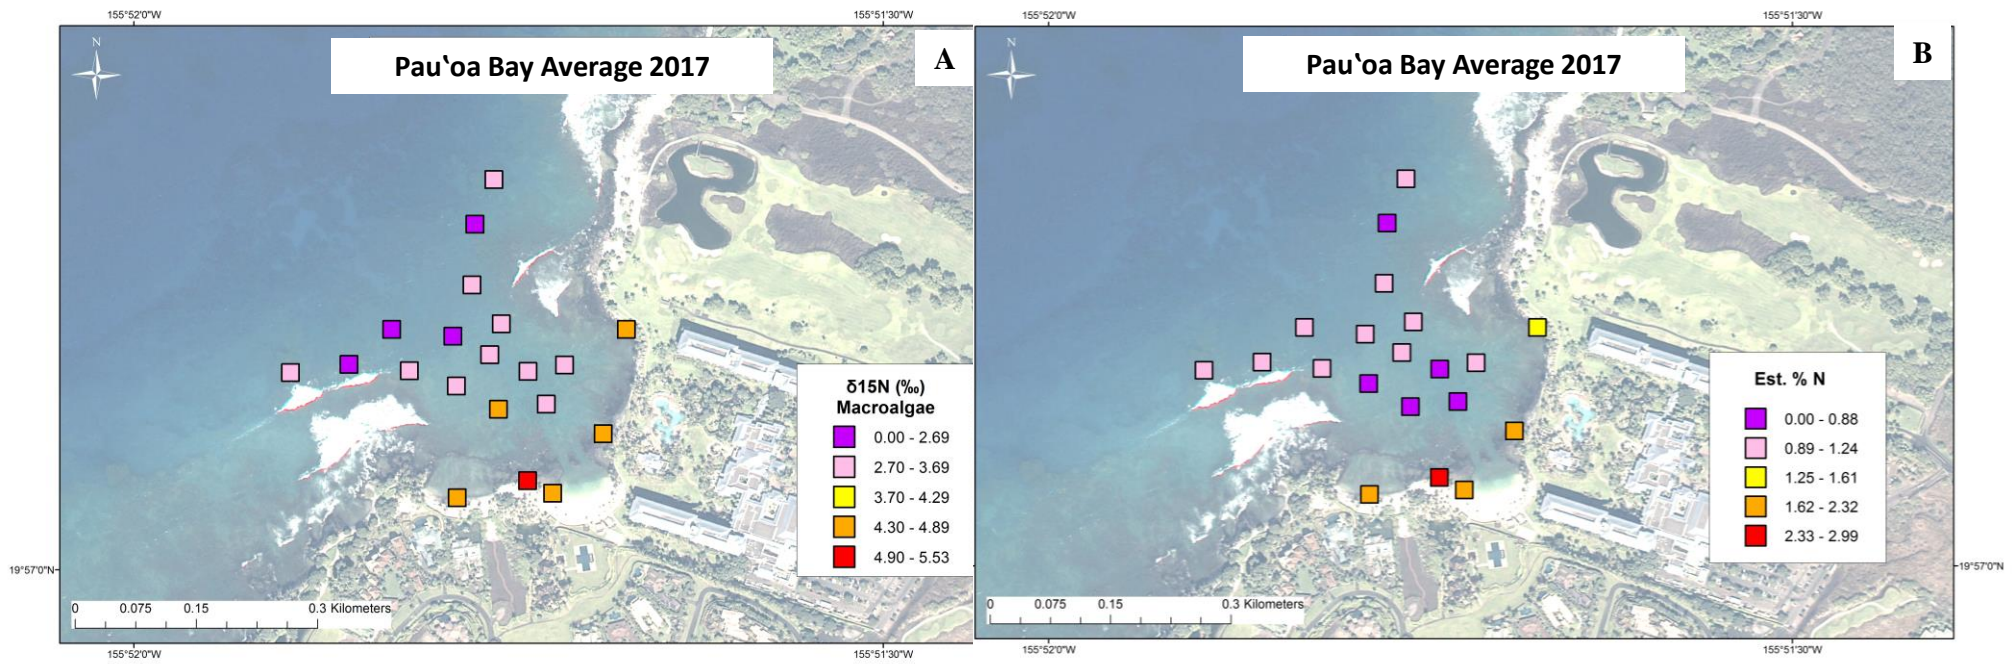 155°52'0"W
155°51'30"W
155°52'0"W
155°51'30"W
N
Pauʻoa Bay Average 2017
A
N
Pauʻoa Bay Average 2017
B
δ15N (‰)
Macroalgae
0.00 - 2.69
2.70 - 3.69
3.70 - 4.29
4.30 - 4.89
4.90 - 5.53
Est. % N
0.00 - 0.88
0.89 - 1.24
1.25 - 1.61
1.62 - 2.32
2.33 - 2.99
19°57'0"N
19°57'0"N
0 0.075 0.15 0.3 Kilometers
0 0.075 0.15 0.3 Kilometers
155°52'0"W
155°51'30"W
155°52'0"W
155°51'30"W